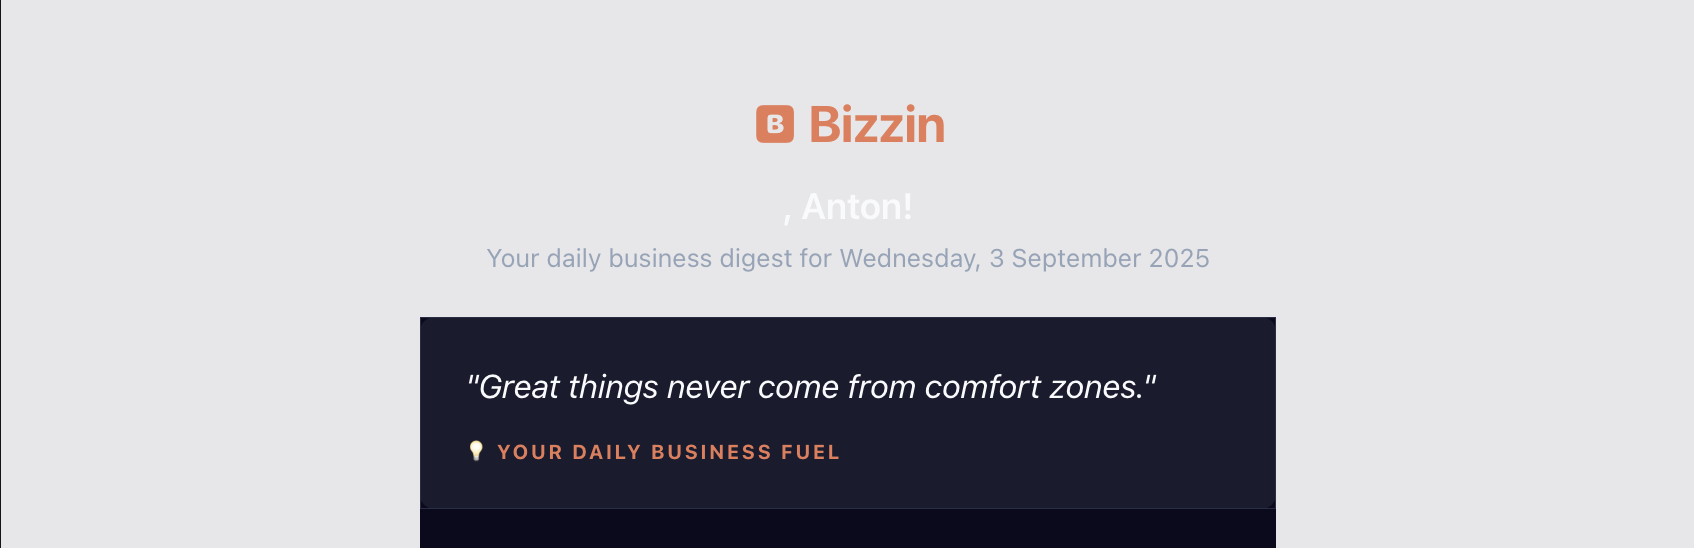 B Bizzin
, Anton!
Your daily business digest for Wednesday, 3 September 2025
"Great things never come from comfort zones."
YOUR DAILY BUSINESS FUEL